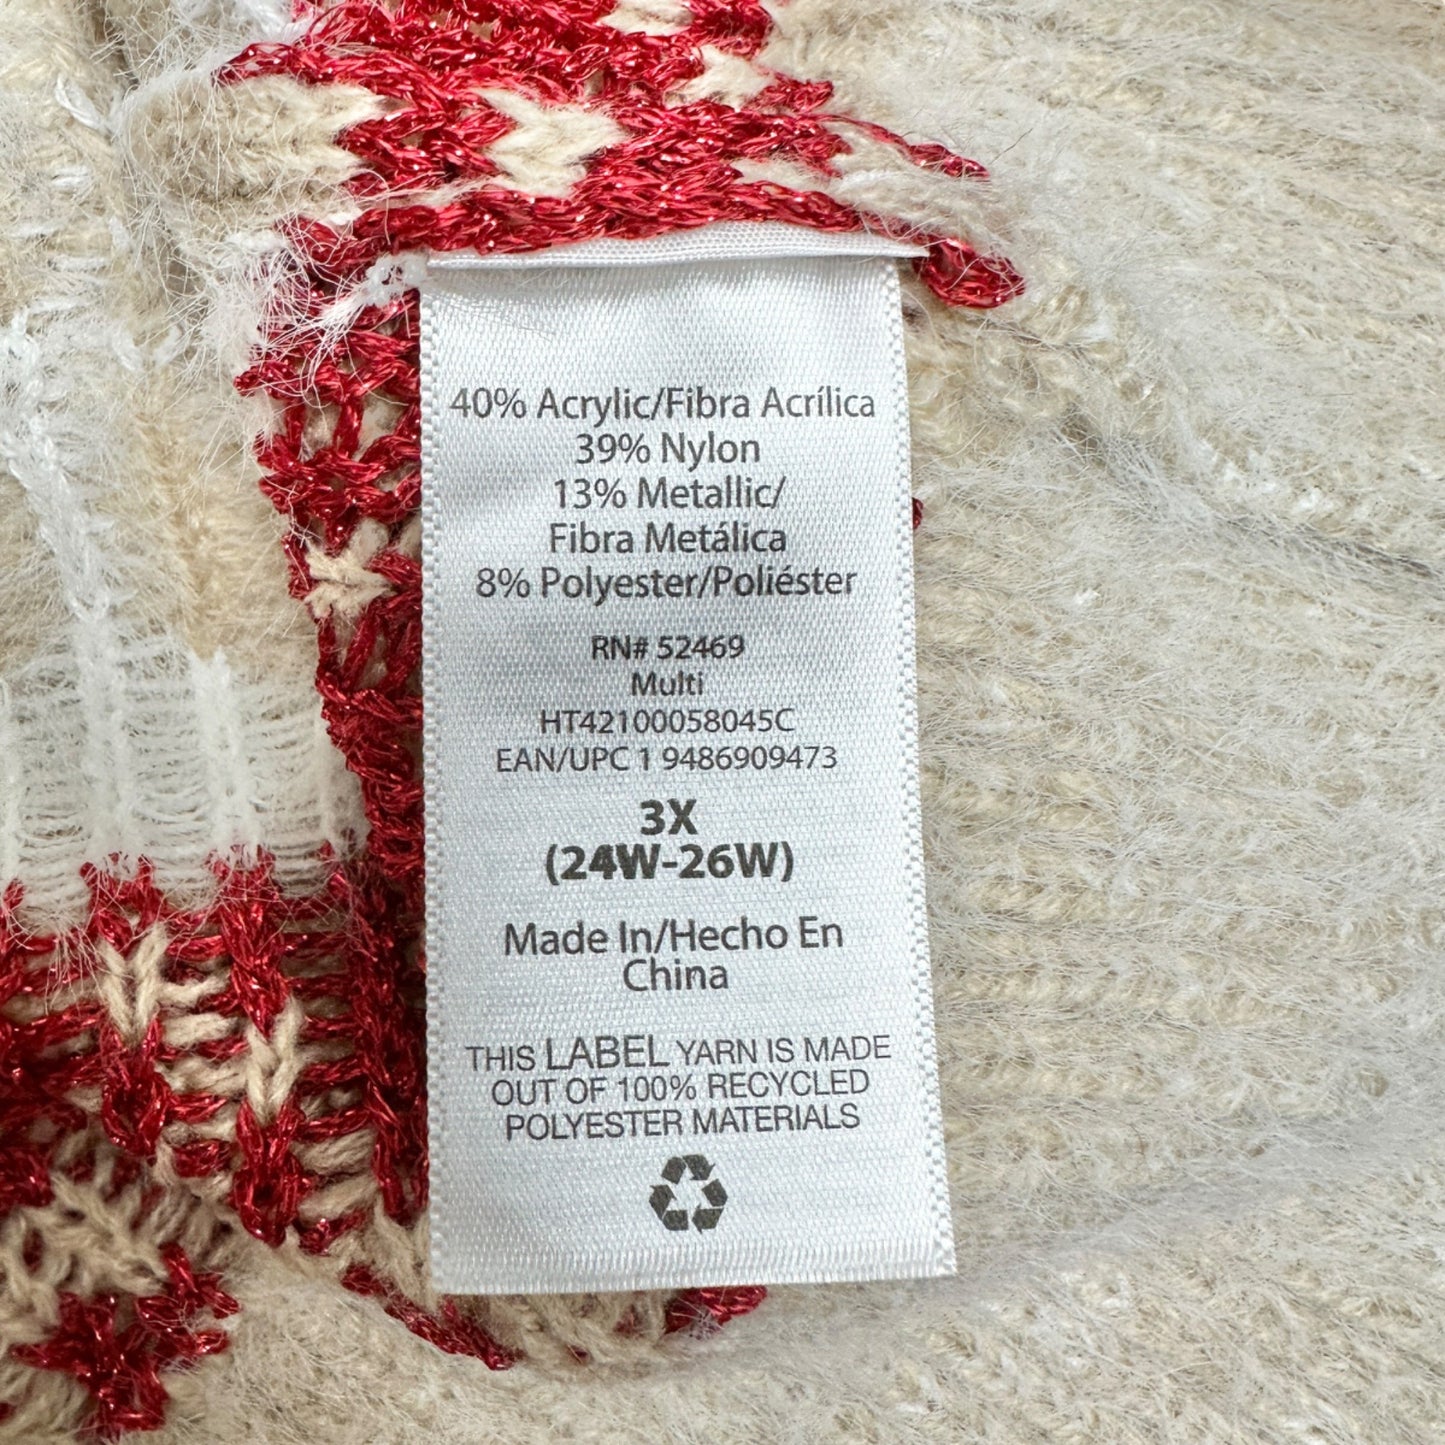 40% Acrylic/Fibra Acrílica
39% Nylon
13% Metallic/
Fibra Metálica
8% Polyester/Poliéster
RN# 52469
Multi
HT42100058045C
EAN/UPC 1 9486909473
3X
(24W-26W)
Made In/Hecho En
China
THIS LABEL YARN IS MADE
OUT OF 100% RECYCLED
POLYESTER MATERIALS